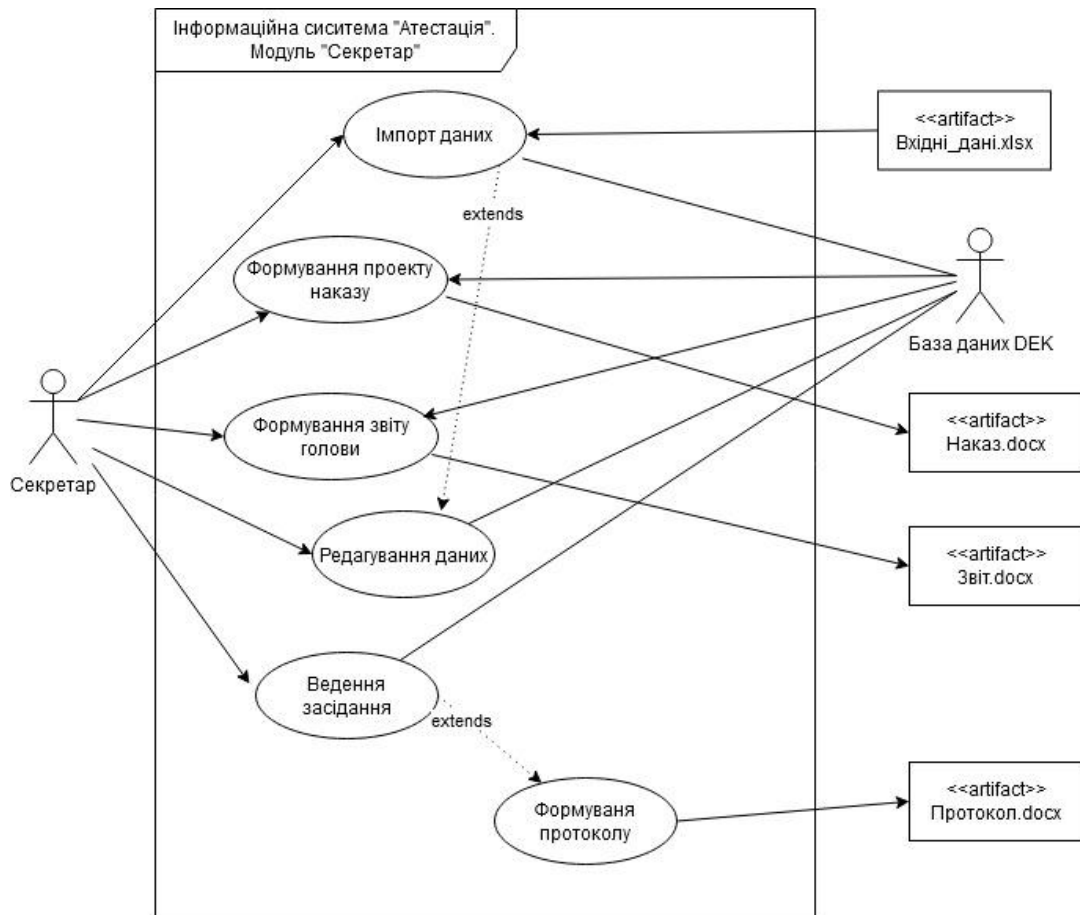 Інформаційна сиситема "Атестація".
Модуль "Секретар"
Імпорт даних
<<artifact>>
Вхідні_дані.xlsx
extends
Формування проекту
наказу
База даних DEK
Формування звіту
голови
<<artifact>>
Наказ.docx
Секретар
Редагування даних
<<artifact>>
Звіт.docx
Ведення
засідання
extends
<<artifact>>
Протокол.docx
Формуваня
протоколу